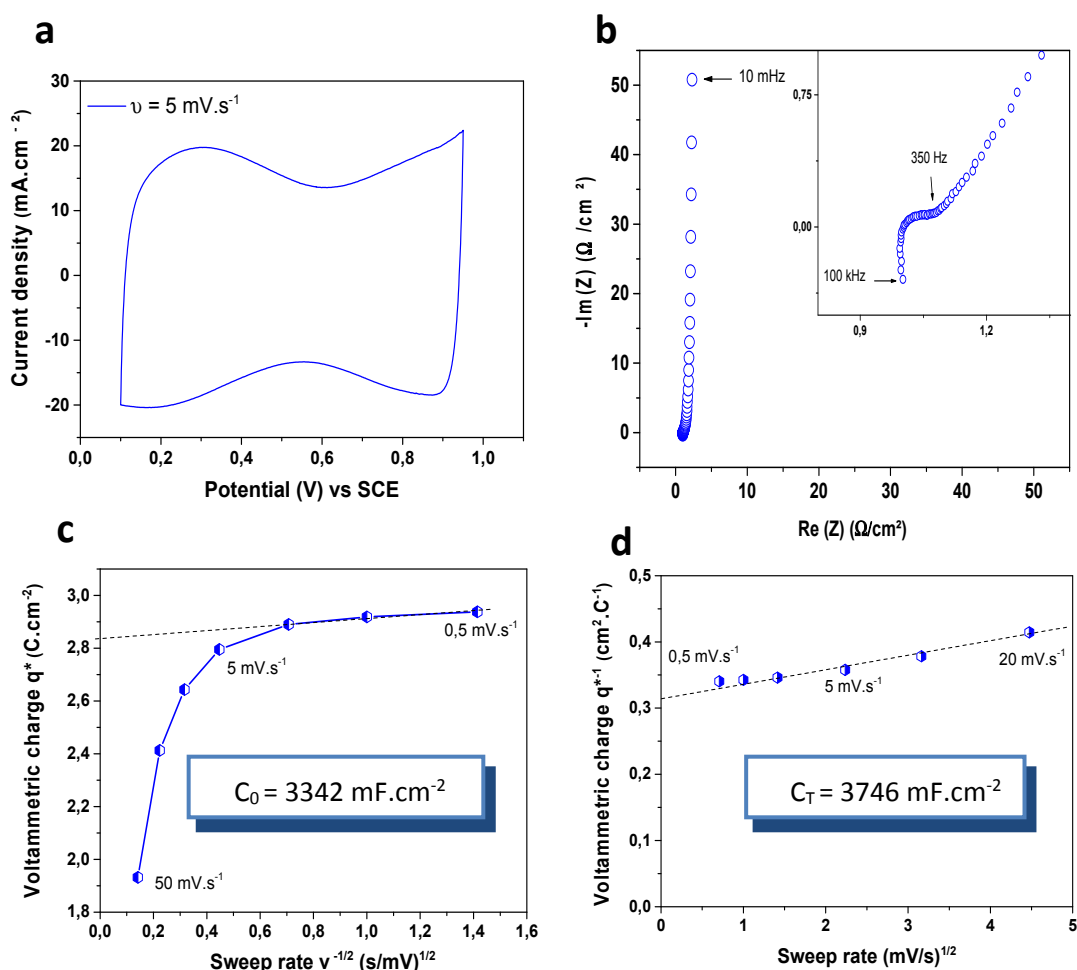 a
30
20
10
0
-10
-20
υ = 5 mV.s⁻¹
Current density (mA.cm⁻²)
0,0 0,2 0,4 0,6 0,8 1,0
Potential (V) vs SCE
b
50
40
30
20
10
0
-Im (Z) (Ω /cm²)
10 mHz
0,75
0,00
350 Hz
100 kHz
0,9 1,2
0 10 20 30 40 50
Re (Z) (Ω/cm²)
c
3,0
2,8
2,6
2,4
2,2
2,0
1,8
Voltammetric charge q* (C.cm⁻²)
0,5 mV.s⁻¹
5 mV.s⁻¹
C₀ = 3342 mF.cm⁻²
50 mV.s⁻¹
0,0 0,2 0,4 0,6 0,8 1,0 1,2 1,4 1,6
Sweep rate v⁻¹/² (s/mV)¹/²
d
0,5
0,4
0,3
0,2
0,1
0,0
Voltammetric charge q*⁻¹ (cm².C⁻¹)
0,5 mV.s⁻¹
5 mV.s⁻¹
20 mV.s⁻¹
C_T = 3746 mF.cm⁻²
0 1 2 3 4 5
Sweep rate (mV/s)¹/²